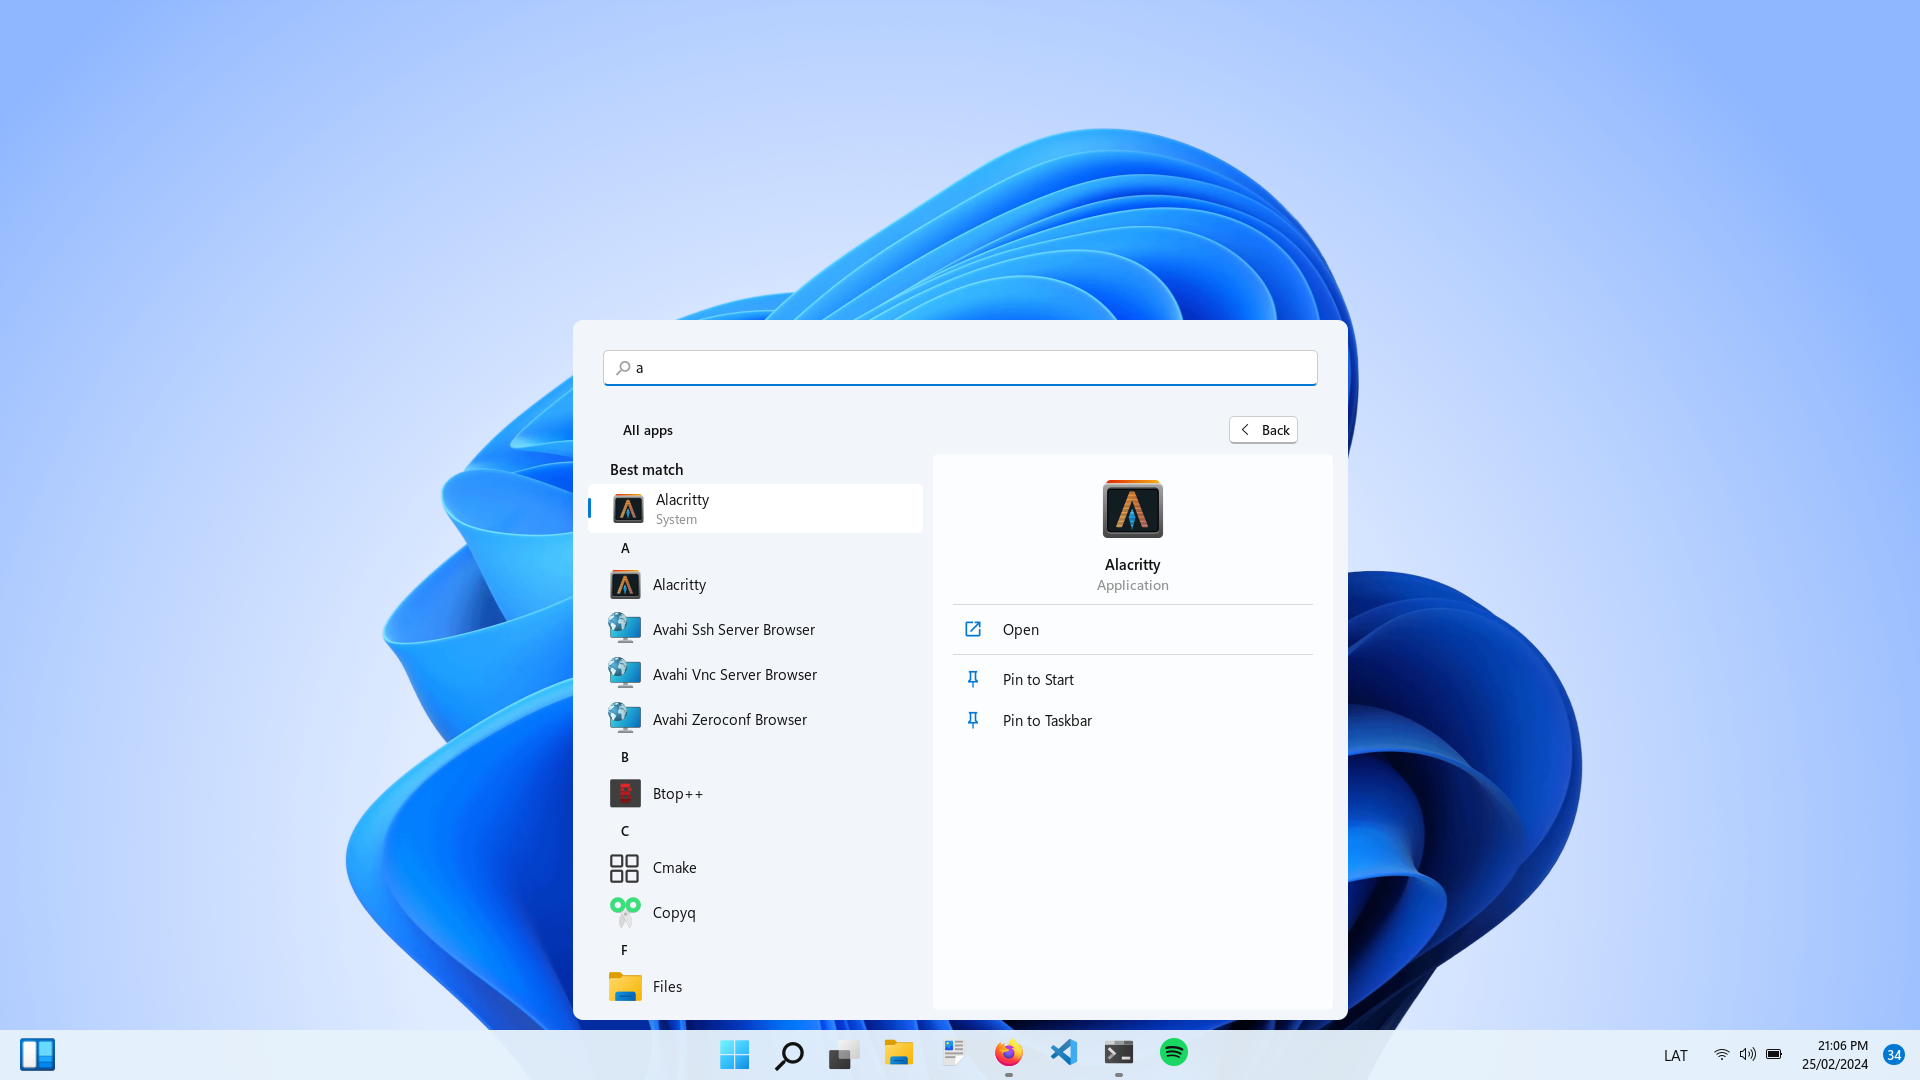 a
All apps
Back
Best match
Alacritty
System
A
Alacritty
Avahi Ssh Server Browser
Avahi Vnc Server Browser
Avahi Zeroconf Browser
B
Btop++
C
Cmake
Copyq
F
Files
Alacritty
Application
Open
Pin to Start
Pin to Taskbar
LAT
21:06 PM
25/02/2024
34